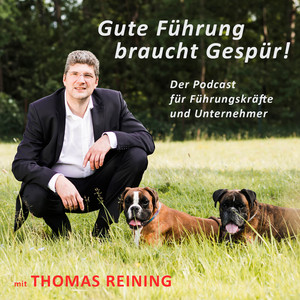 Gute Führung
braucht Gespür!
Der Podcast
für Führungskräfte
und Unternehmer
mit THOMAS REINING